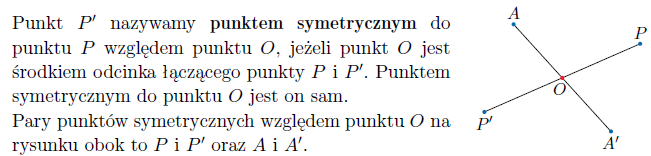 Punkt P′ nazywamy punktem symetrycznym do
punktu P względem punktu O, jeżeli punkt O jest
środkiem odcinka łączącego punkty P i P′. Punktem
symetrycznym do punktu O jest on sam.
Pary punktów symetrycznych względem punktu O na
rysunku obok to P i P′ oraz A i A′.
A
P
O
P′
A′